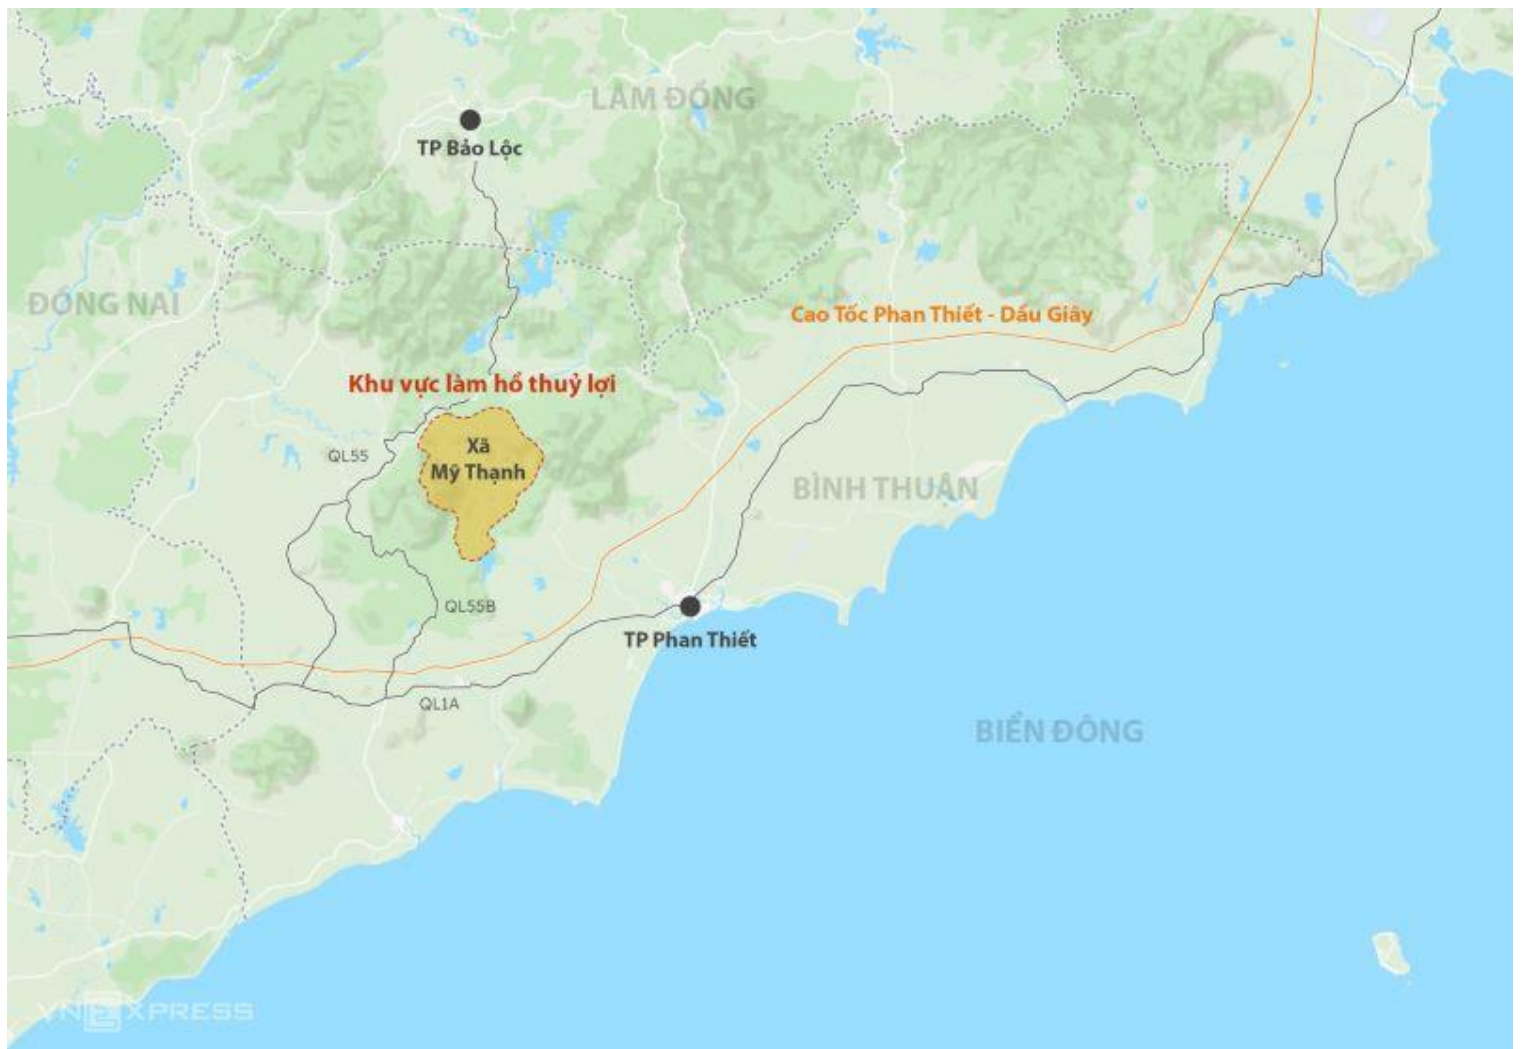 LÂM ĐỒNG
TP Bảo Lộc
ĐỒNG NAI
Cao Tốc Phan Thiết - Dầu Giây
Khu vực làm hồ thuỷ lợi
Xã
Mỹ Thạnh
QL55
BÌNH THUẬN
QL55B
TP Phan Thiết
QL1A
BIỂN ĐÔNG
VNEXPRESS